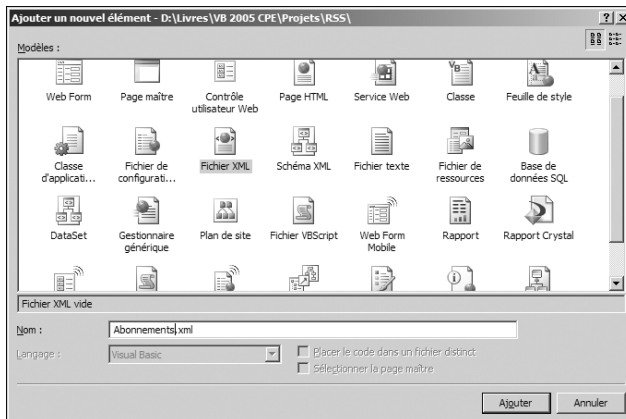 Ajouter un nouvel élément - D:\Livres\VB 2005 CPE\Projets\RSS\
Modèles :
Web Form
Page maître
Contrôle utilisateur Web
Page HTML
Service Web
Classe
Feuille de style
Classe d'applicati...
Fichier de configurati...
Fichier XML
Schéma XML
Fichier texte
Fichier de ressources
Base de données SQL
DataSet
Gestionnaire générique
Plan de site
Fichier VBScript
Web Form Mobile
Rapport
Rapport Crystal
Fichier XML vide
Nom :
Abonnements.xml
Langage :
Visual Basic
Placer le code dans un fichier distinct
Sélectionner la page maître
Ajouter
Annuler